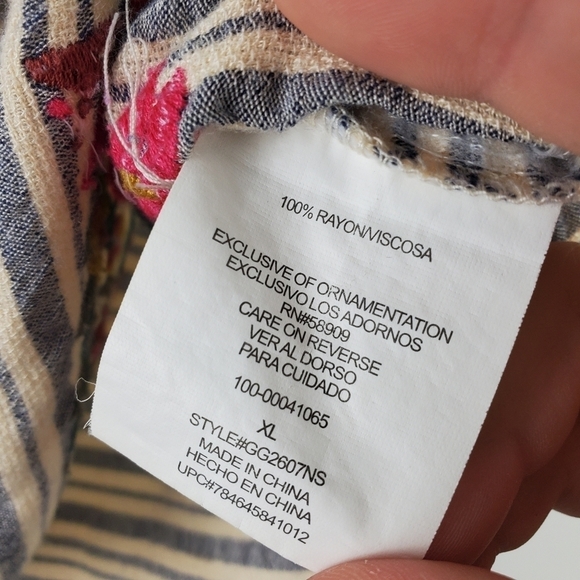 100% RAYON/VISCOSA
EXCLUSIVE OF ORNAMENTATION
EXCLUSIVO LOS ADORNOS
RN#58909
CARE ON REVERSE
VER AL DORSO
PARA CUIDADO
100-00041065
XL
STYLE#GG2607NS
MADE IN CHINA
HECHO EN CHINA
UPC#784645841012